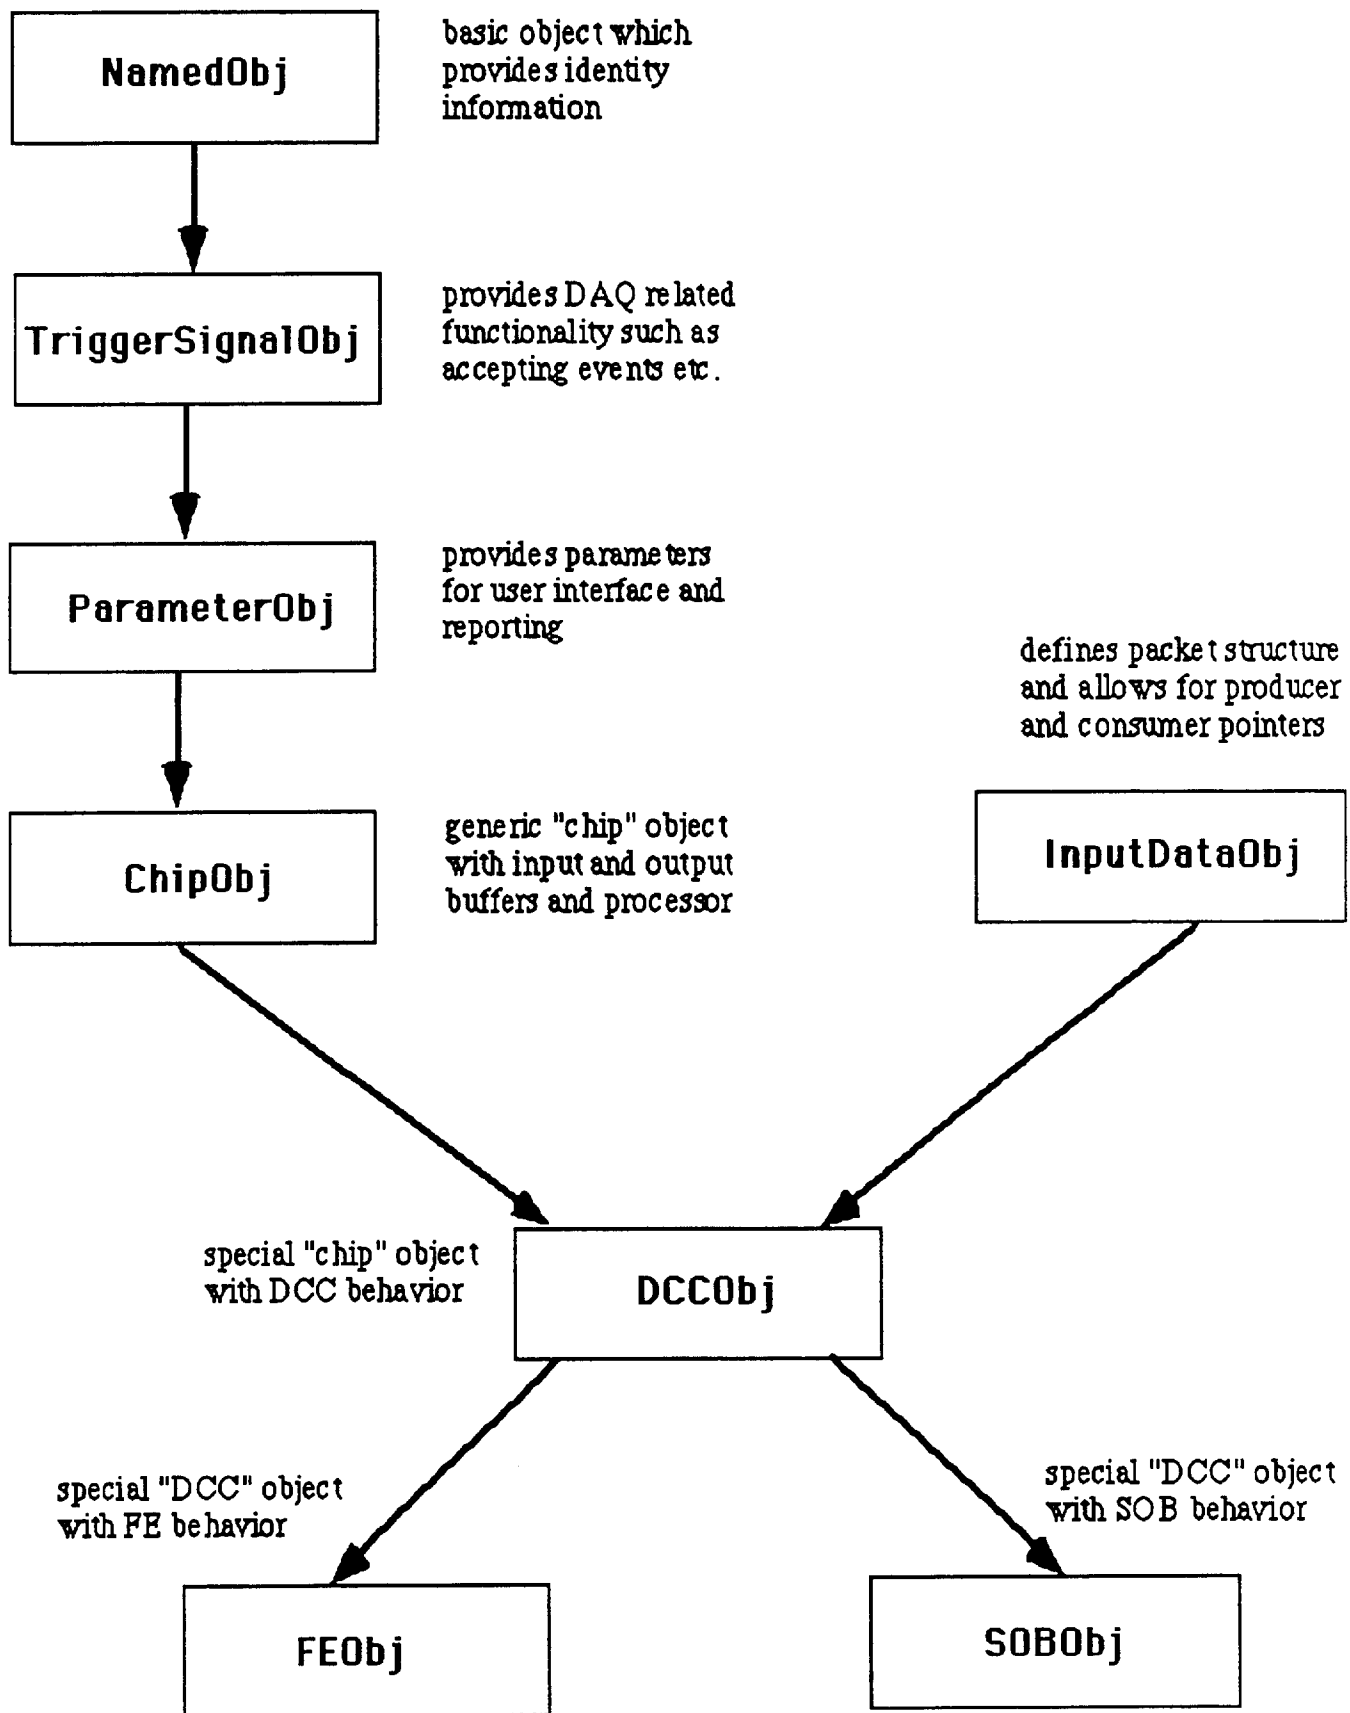 NamedObj
basic object which
provides identity
information
TriggerSignalObj
provides DAQ related
functionality such as
accepting events etc.
ParameterObj
provides parameters
for user interface and
reporting
defines packet structure
and allows for producer
and consumer pointers
ChipObj
generic "chip" object
with input and output
buffers and processor
InputDataObj
special "chip" object
with DCC behavior
DCCObj
special "DCC" object
with FE behavior
special "DCC" object
with SOB behavior
FEObj
SOBObj